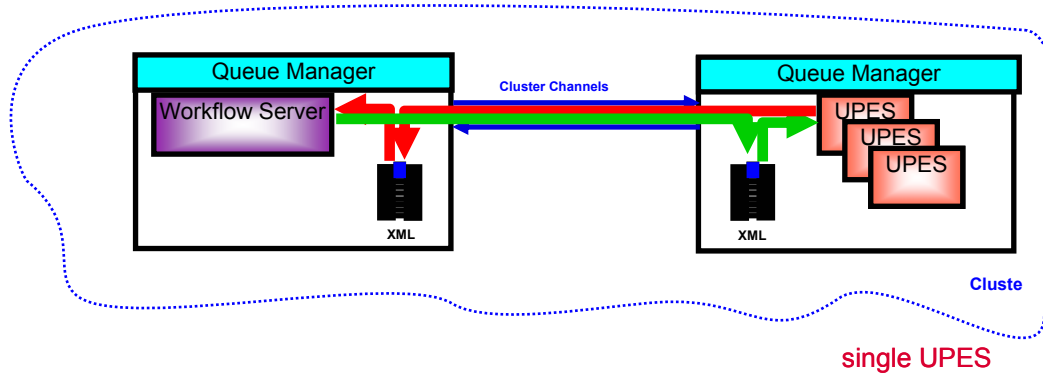 Queue Manager
Queue Manager
Cluster Channels
Workflow Server
UPES
UPES
UPES
XML
XML
Cluste
single UPES